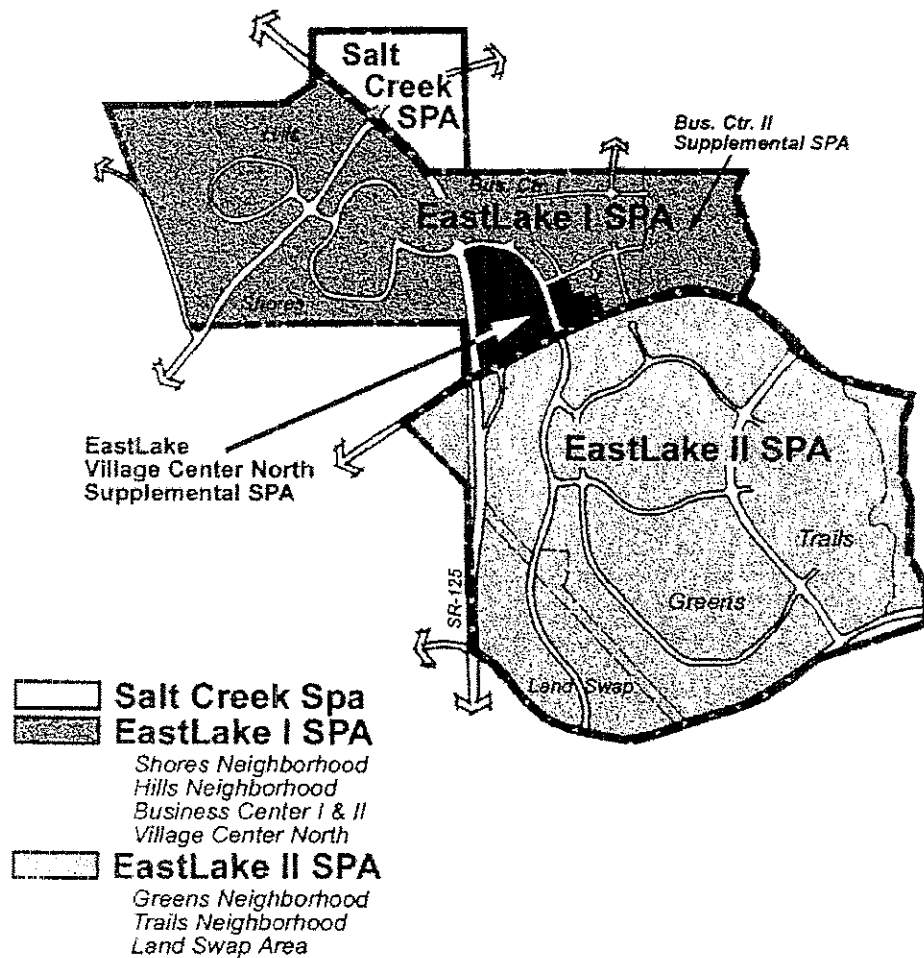 Salt
Creek
SPA
Bus. Ctr. II
Supplemental SPA
Hills
Bus. Ctr. I
EastLake I SPA
Shores
EastLake
Village Center North
Supplemental SPA
EastLake II SPA
Trails
SR-125
Greens
Land Swap
Salt Creek Spa
EastLake I SPA
Shores Neighborhood
Hills Neighborhood
Business Center I & II
Village Center North
EastLake II SPA
Greens Neighborhood
Trails Neighborhood
Land Swap Area